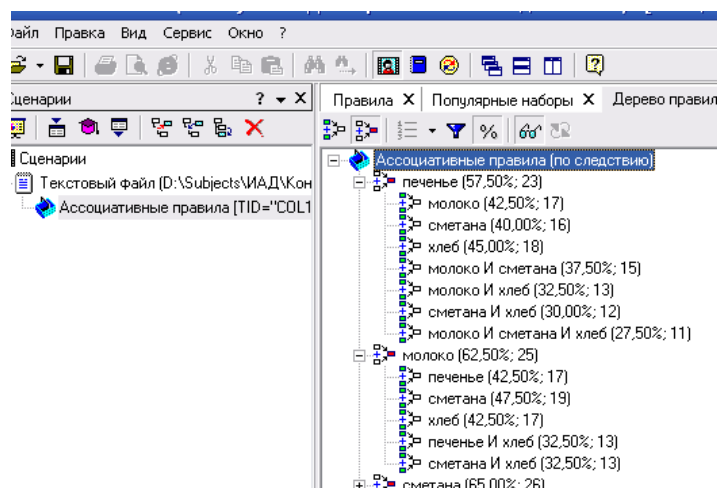 Правка Вид Сервис Окно ?
Сценарии ? X
Сценарии
Текстовый файл (D:\Subjects\ИАД\Кон
Ассоциативные правила [TID="COL1
Правила X Популярные наборы X Дерево правил
%
Ассоциативные правила (по следствию)
печенье (57,50%; 23)
молоко (42,50%; 17)
сметана (40,00%; 16)
хлеб (45,00%; 18)
молоко И сметана (37,50%; 15)
молоко И хлеб (32,50%; 13)
сметана И хлеб (30,00%; 12)
молоко И сметана И хлеб (27,50%; 11)
молоко (62,50%; 25)
печенье (42,50%; 17)
сметана (47,50%; 19)
хлеб (42,50%; 17)
печенье И хлеб (32,50%; 13)
сметана И хлеб (32,50%; 13)
сметана (65,00%; 26)